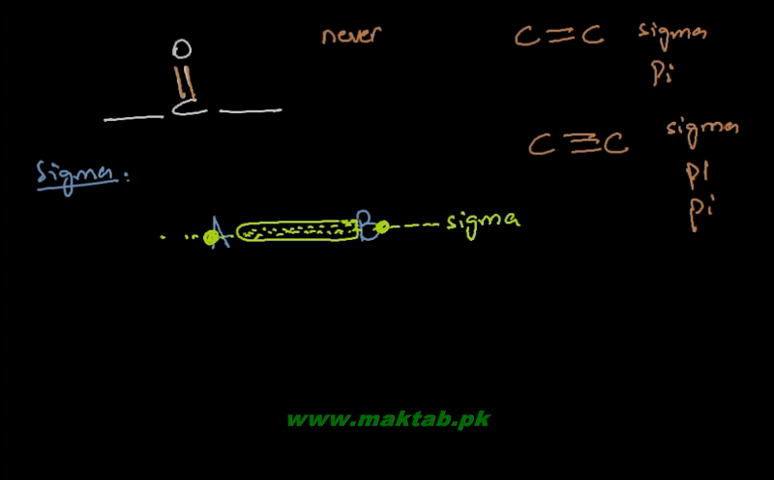 never
C=C sigma
pi
O
C
C≡C sigma
pi
pi
Sigma:
A B sigma
www.maktab.pk